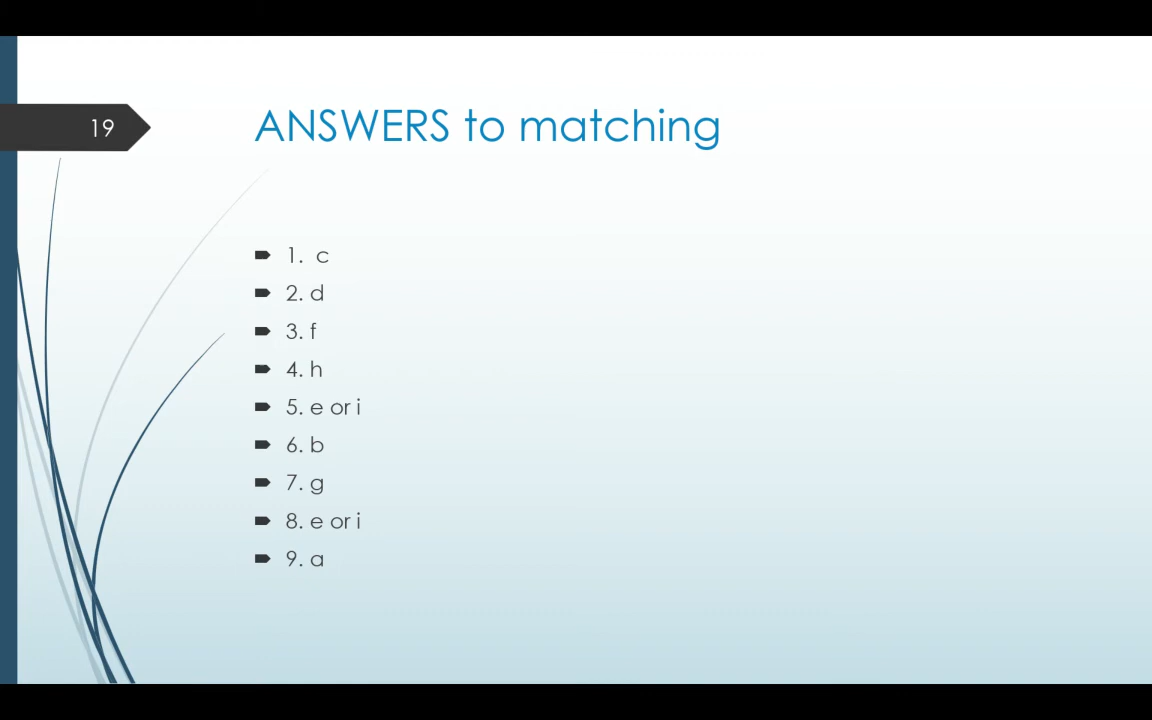 19
ANSWERS to matching
1. c
2. d
3. f
4. h
5. e or i
6. b
7. g
8. e or i
9. a